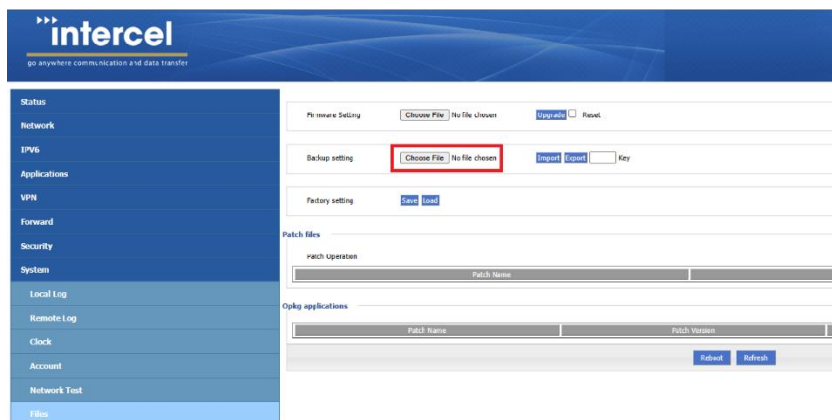 intercel
go anywhere communication and data transfer
Status
Network
IPV6
Applications
VPN
Forward
Security
System
Local Log
Remote Log
Clock
Account
Network Test
Files
Firmware Setting Choose File No file chosen Upgrade Reset
Backup setting Choose File No file chosen Import Export Key
Factory setting Save Load
Patch files
Patch Operation
Patch Name
Opkg applications
Patch Name Patch Version
Reboot Refresh